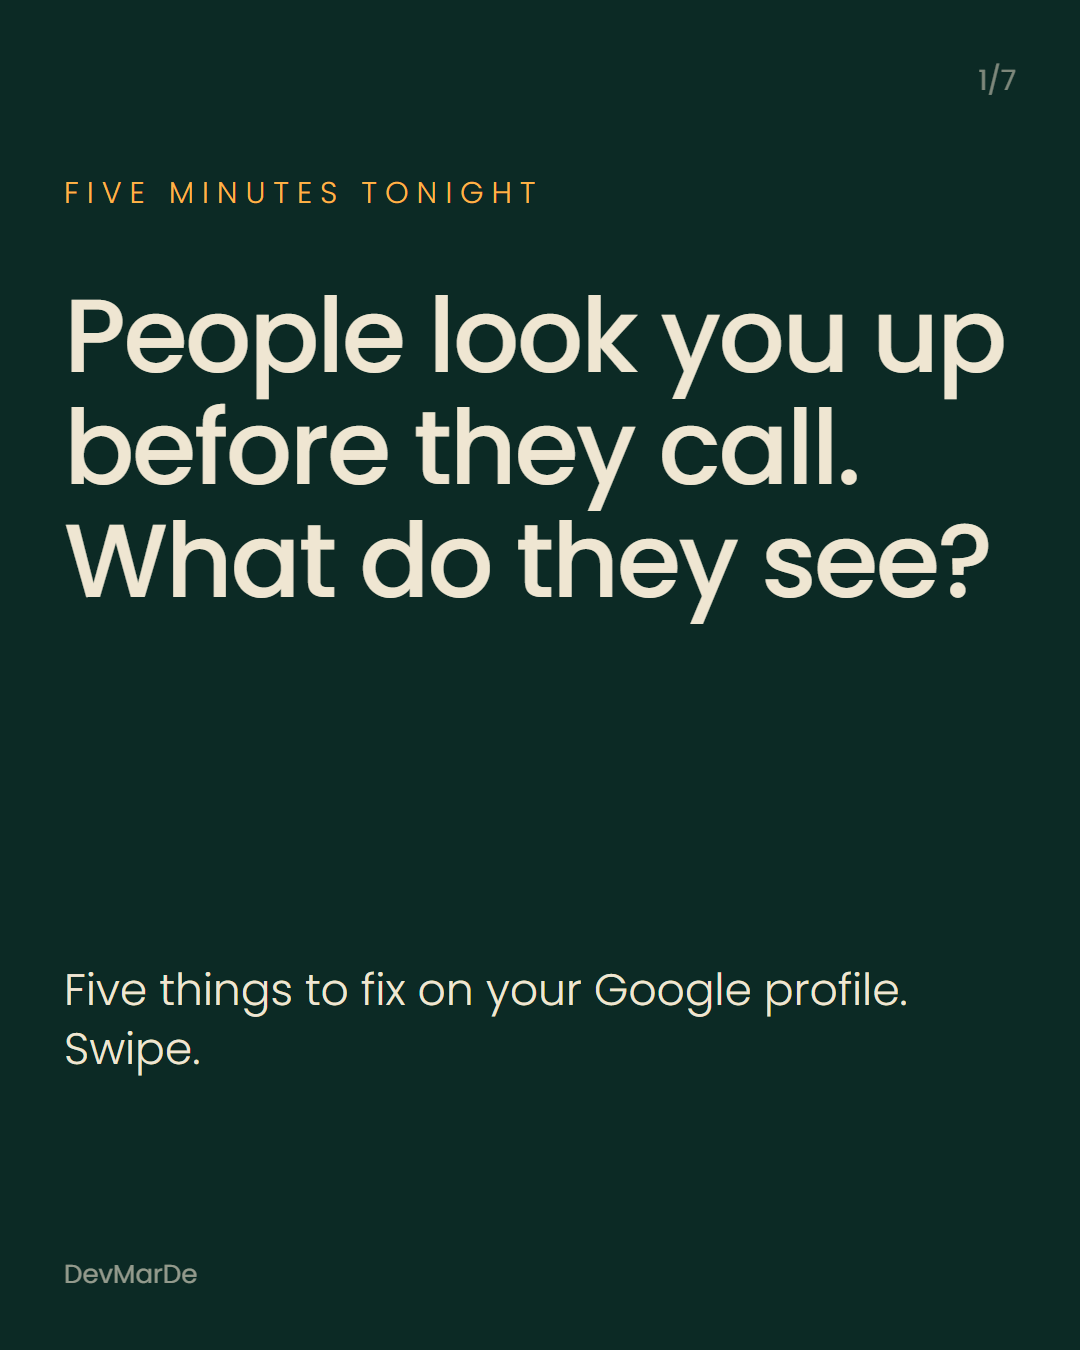 1/7
FIVE MINUTES TONIGHT
People look you up
before they call.
What do they see?
Five things to fix on your Google profile.
Swipe.
DevMarDe